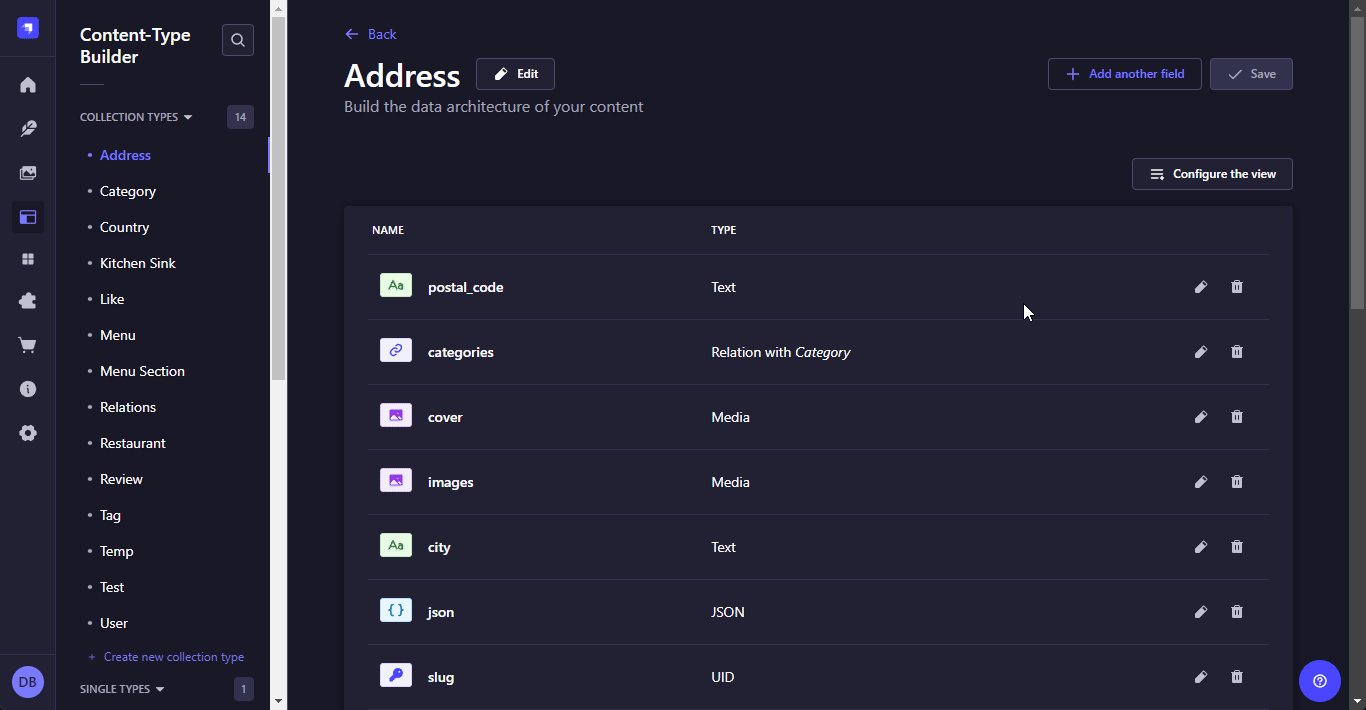 Content-Type
Builder
COLLECTION TYPES
14
Address
Category
Country
Kitchen Sink
Like
Menu
Menu Section
Relations
Restaurant
Review
Tag
Temp
Test
User
+ Create new collection type
SINGLE TYPES
1
DB
Back
Address
Edit
Build the data architecture of your content
Add another field
Save
Configure the view
NAME TYPE
Aa postal_code Text
categories Relation with Category
cover Media
images Media
Aa city Text
{} json JSON
slug UID